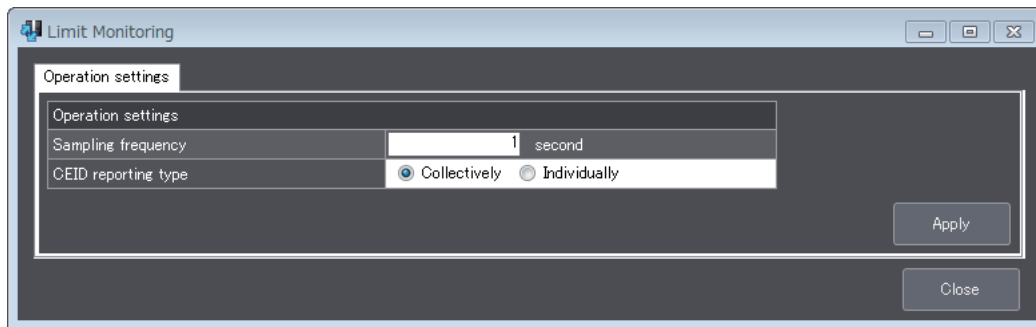 Limit Monitoring
Operation settings
Operation settings
Sampling frequency 1 second
CEID reporting type Collectively Individually
Apply
Close